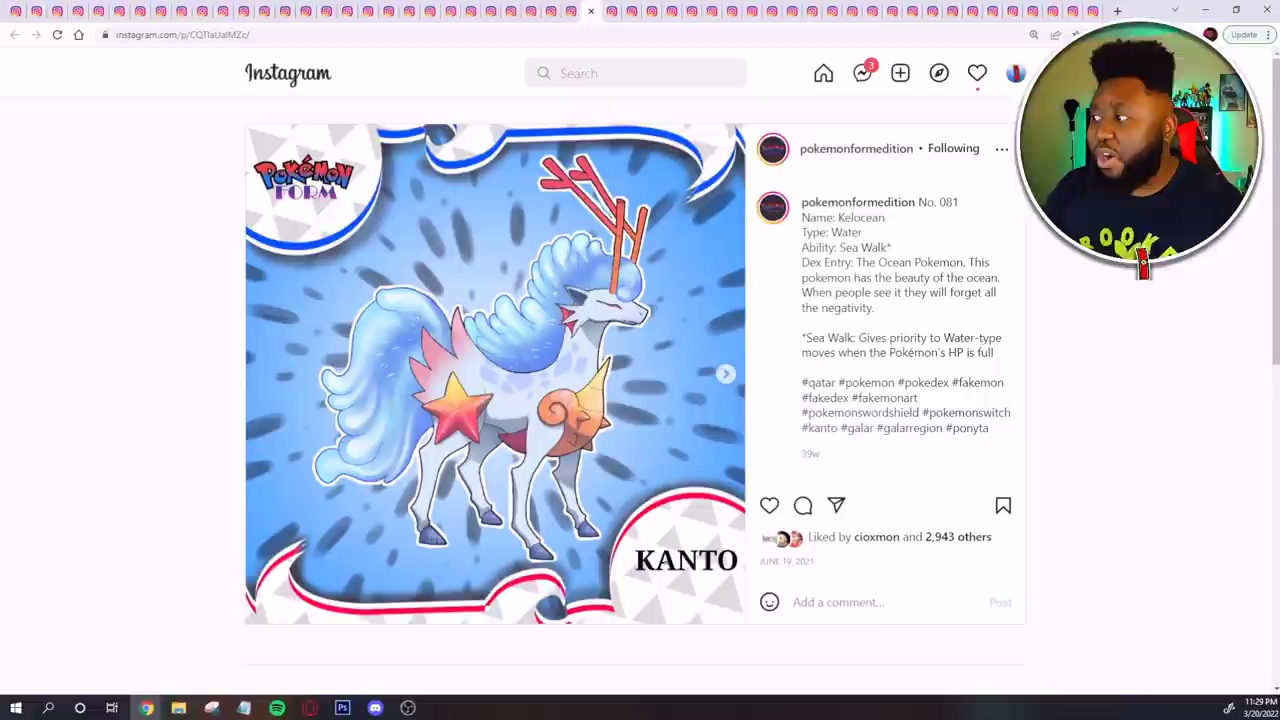 instagram.com/p/CQTlaUalMZc/
Update
Instagram
Search
3
POKéMON
FORM
KANTO
pokemonformedition • Following
pokemonformedition No. 081
Name: Kelocean
Type: Water
Ability: Sea Walk*
Dex Entry: The Ocean Pokemon. This
pokemon has the beauty of the ocean.
When people see it they will forget all
the negativity.
*Sea Walk: Gives priority to Water-type
moves when the Pokémon's HP is full
#qatar #pokemon #pokedex #fakemon
#fakedex #fakemonart
#pokemonswordshield #pokemonswitch
#kanto #galar #galarregion #ponyta
39w
Liked by cioxmon and 2,943 others
JUNE 19, 2021
Add a comment...
Post
Ps
11:29 PM
3/20/2022